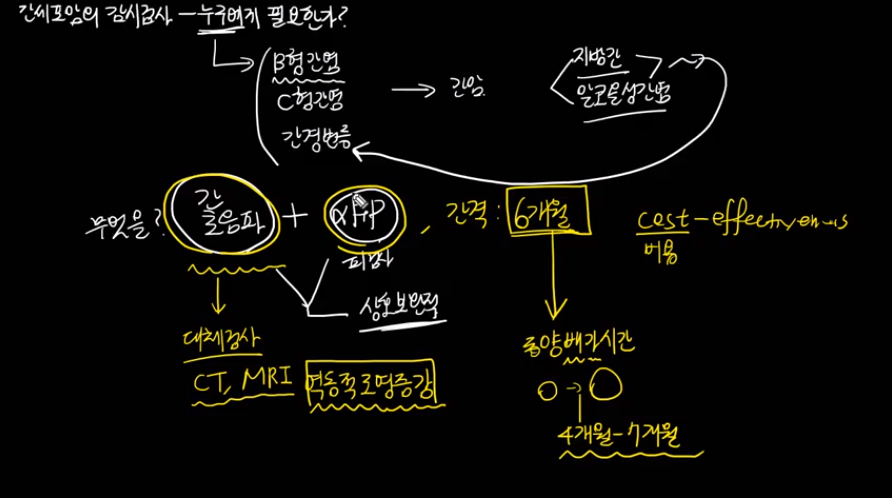 간세포암의 감시검사 - 누구에게 필요한가?
B형간염
C형간염
간경변증
→ 간암
지방간
알코올성간염
무엇을?
간
초음파
+
αFP
피검사
, 간격 : 6개월
cost-effectiveness
비용
상호보완적
대체검사
CT, MRI
역동적조영증강
종양배가시간
4개월-7개월